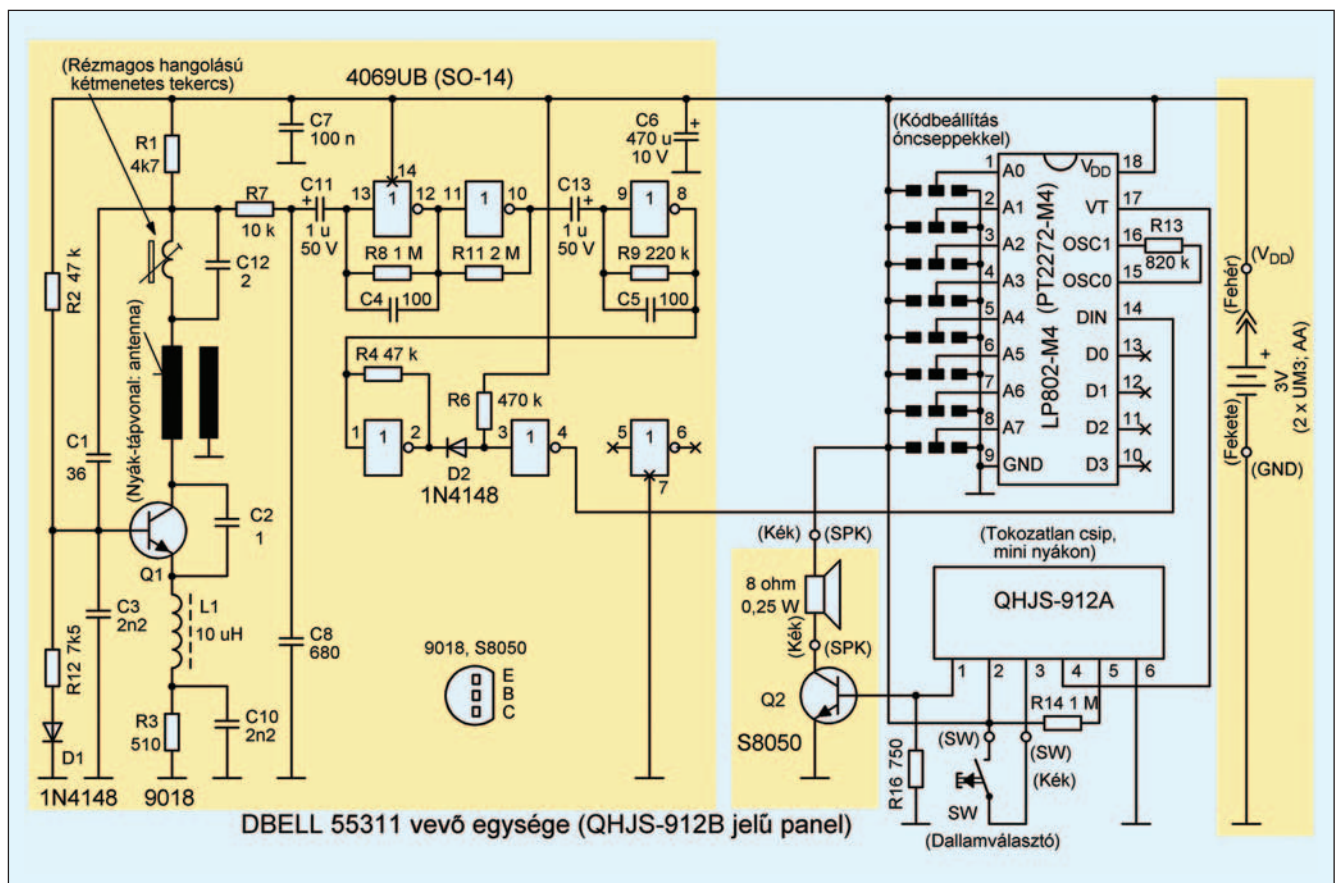 (Rézmagos hangolású
kétmenetes tekercs)
4069UB (SO-14)
R1
4k7
C7
100 n
C6
470 u
10 V
+
14
R7
10 k
C11
+
1 u
50 V
13
1
12
11
1
10
C13
+
1 u
50 V
9
1
8
R2 47 k
C12
2
R8 1 M
R11 2 M
R9 220 k
C4
100
C5
100
(Nyák-tápvonal: antenna)
R4 47 k
R6
470 k
1
1
2
D2
1N4148
3
1
4
5
1
6
7
C1
36
C2
1
Q1
C3
2n2
L1
10 uH
C8
680
R12 7k5
R3
510
C10
2n2
D1
1N4148
9018
9018, S8050
E
B
C
(Kódbeállítás
óncseppekkel)
1
A0
2
A1
3
A2
4
A3
5
A4
6
A5
7
A6
8
A7
9
GND
LP802-M4 (PT2272-M4)
VDD
18
VT
17
OSC1
16
OSC0
15
DIN
14
D0
13
D1
12
D2
11
D3
10
R13
820 k
(VDD)
(Fehér)
+
3V
(2 x UM3; AA)
(Fekete)
(GND)
(Kék)
(SPK)
8 ohm
0,25 W
(Kék)
(SPK)
Q2
S8050
(Tokozatlan csip,
mini nyákon)
QHJS-912A
1
2
3
4
5
6
R14 1 M
R16 750
(SW)
(SW)
(Kék)
SW
(Dallamválasztó)
DBELL 55311 vevő egysége (QHJS-912B jelű panel)